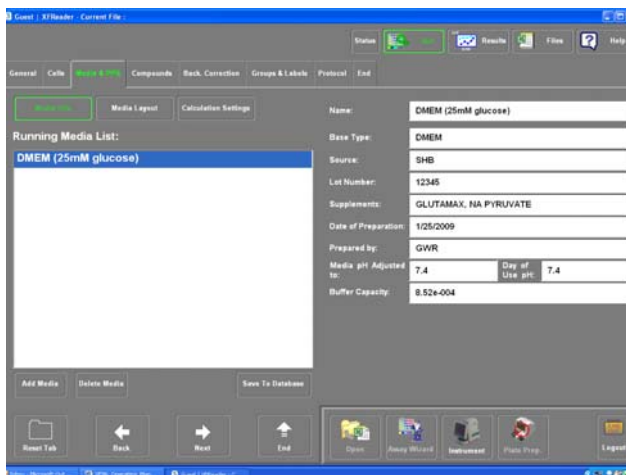 Guest | XFReader - Current File :
Status Results Files Help
General Cells Media & PPR Compounds Back. Correction Groups & Labels Protocol End
Media Layout Calculation Settings
Running Media List:
DMEM (25mM glucose)
Name: DMEM (25mM glucose)
Base Type: DMEM
Source: SHB
Lot Number: 12345
Supplements: GLUTAMAX, NA PYRUVATE
Date of Preparation: 1/25/2009
Prepared by: GWR
Media pH Adjusted to: 7.4 Day of Use pH: 7.4
Buffer Capacity: 8.52e-004
Add Media Delete Media Save To Database
Reset Tab Back Next End Open Assay Wizard Instrument Plate Prep. Logout